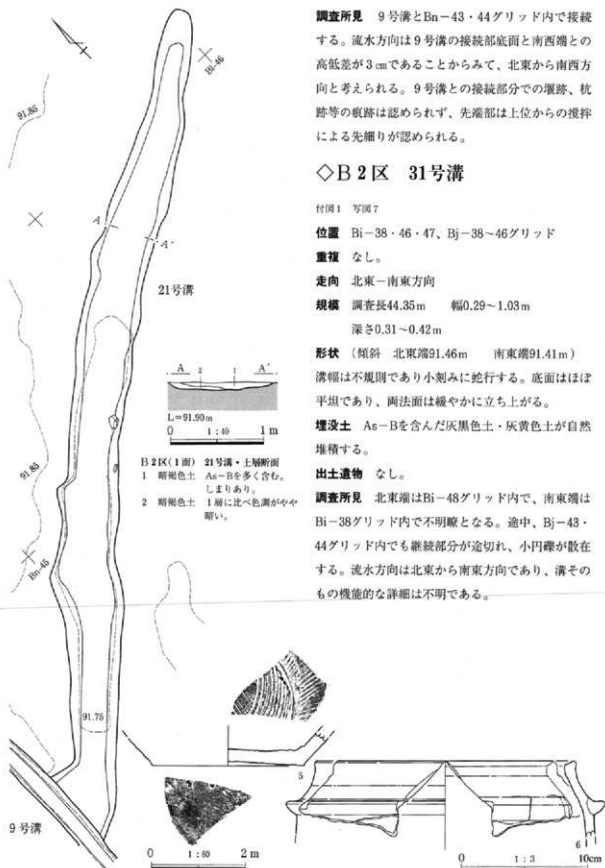 調査所見 9号溝とBn-43・44グリッド内で接続
する。流水方向は9号溝の接続部底面と南西端との
高低差が3㎝であることからみて、北東から南西方
向と考えられる。9号溝との接続部分での堰跡、杭
跡等の痕跡は認められず、先端部は上位からの攪拌
による先細りが認められる。
◇B2区 31号溝
付図1 写図7
位置 Bi-38・46・47、Bj-38~46グリッド
重複 なし。
走向 北東-南東方向
規模 調査長44.35m 幅0.29~1.03m
深さ0.31~0.42m
形状 (傾斜 北東端91.46m 南東端91.41m)
溝幅は不規則であり小刻みに蛇行する。底面はほぼ
平坦であり、両法面は緩やかに立ち上がる。
埋没土 As-Bを含んだ灰黒色土・灰黄色土が自然
堆積する。
出土遺物 なし。
調査所見 北東端はBi-48グリッド内で、南東端は
Bi-38グリッド内で不明瞭となる。途中、Bj-43・
44グリッド内でも継続部分が途切れ、小円礫が散在
する。流水方向は北東から南東方向であり、溝その
もの機能的な詳細は不明である。
Bl-46
91.85
A
A´
21号溝
A 2 1 A´
L=91.90m
0 1:40 1m
B2区(1面) 21号溝・土層断面
1 暗褐色土 As-Bを多く含む。
しまりあり。
2 暗褐色土 1層に比べ色調がやや
暗い。
91.85
Bn-45
91.75
9号溝
5
0 1:80 2m
6
0 1:3 10cm